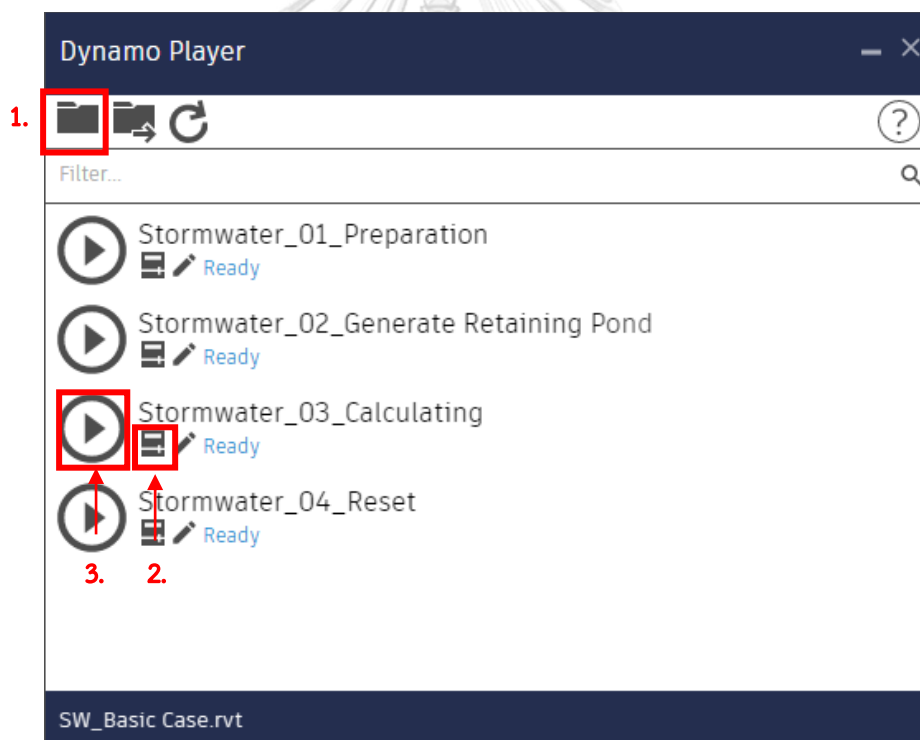 Dynamo Player
1.
?
Filter...
Stormwater_01_Preparation
Ready
Stormwater_02_Generate Retaining Pond
Ready
Stormwater_03_Calculating
Ready
Stormwater_04_Reset
Ready
3. 2.
SW_Basic Case.rvt